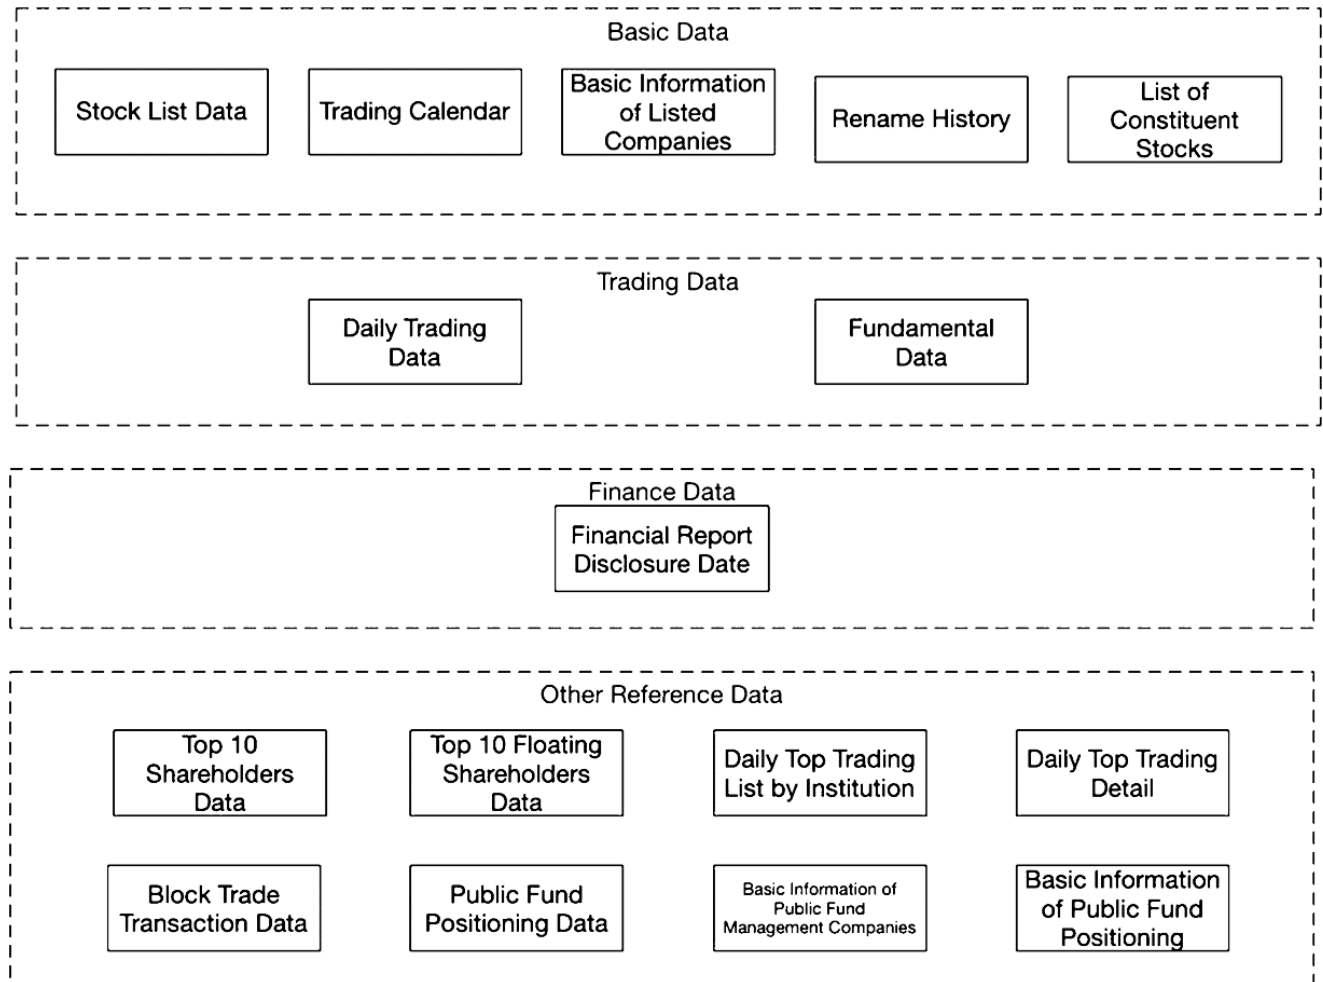 Basic Data
Stock List Data
Trading Calendar
Basic Information
of Listed
Companies
Rename History
List of
Constituent
Stocks
Trading Data
Daily Trading
Data
Fundamental
Data
Finance Data
Financial Report
Disclosure Date
Other Reference Data
Top 10
Shareholders
Data
Top 10 Floating
Shareholders
Data
Daily Top Trading
List by Institution
Daily Top Trading
Detail
Block Trade
Transaction Data
Public Fund
Positioning Data
Basic Information of
Public Fund
Management Companies
Basic Information
of Public Fund
Positioning